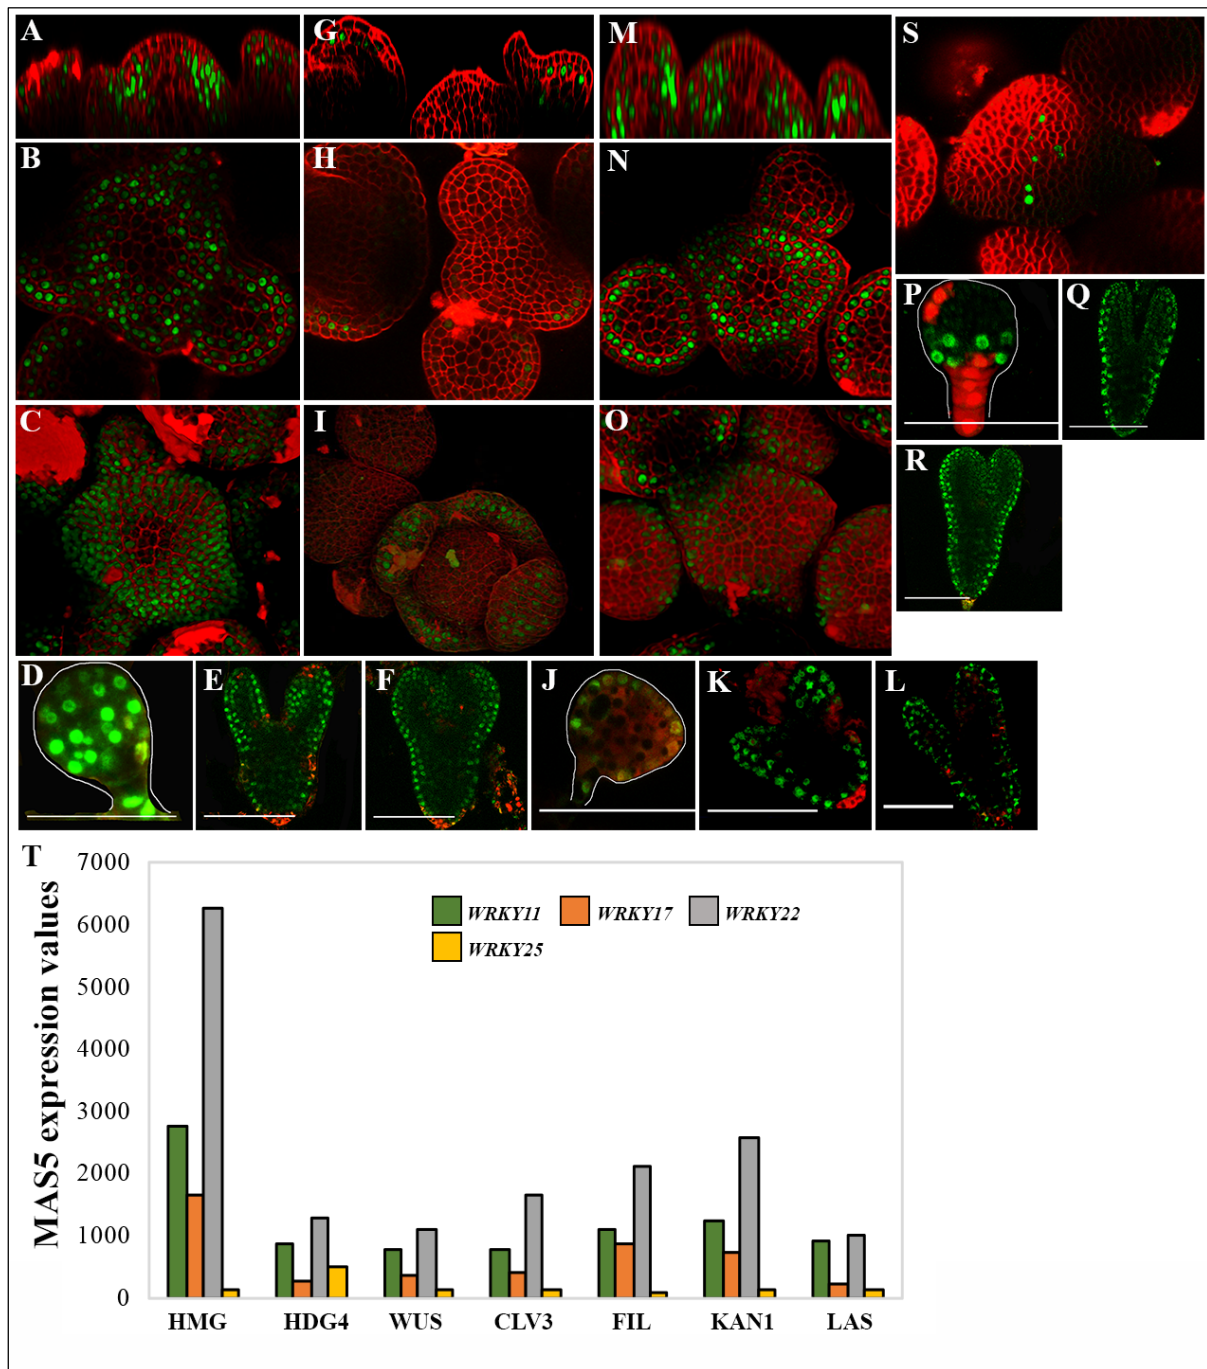 A
G
M
S
B
H
N
P
Q
C
I
O
R
D
E
F
J
K
L
T
MAS5 expression values
7000
6000
5000
4000
3000
2000
1000
0
WRKY11 WRKY17 WRKY22
WRKY25
HMG HDG4 WUS CLV3 FIL KAN1 LAS